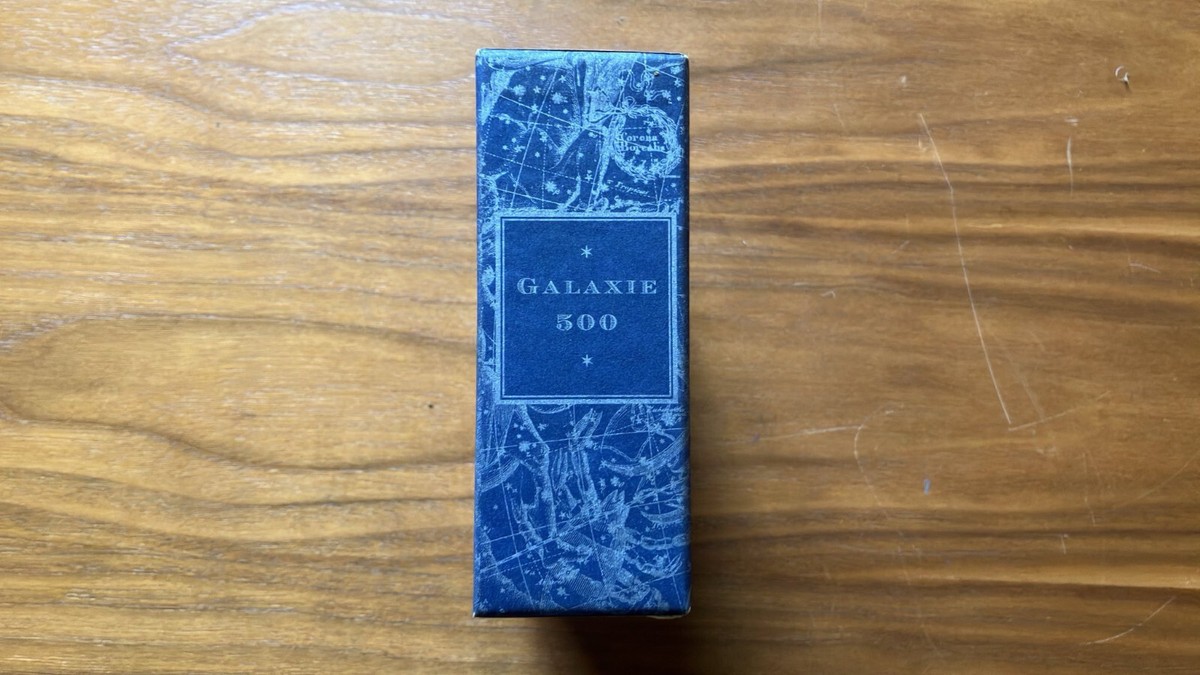 Corona
Borealis
GALAXIE
500